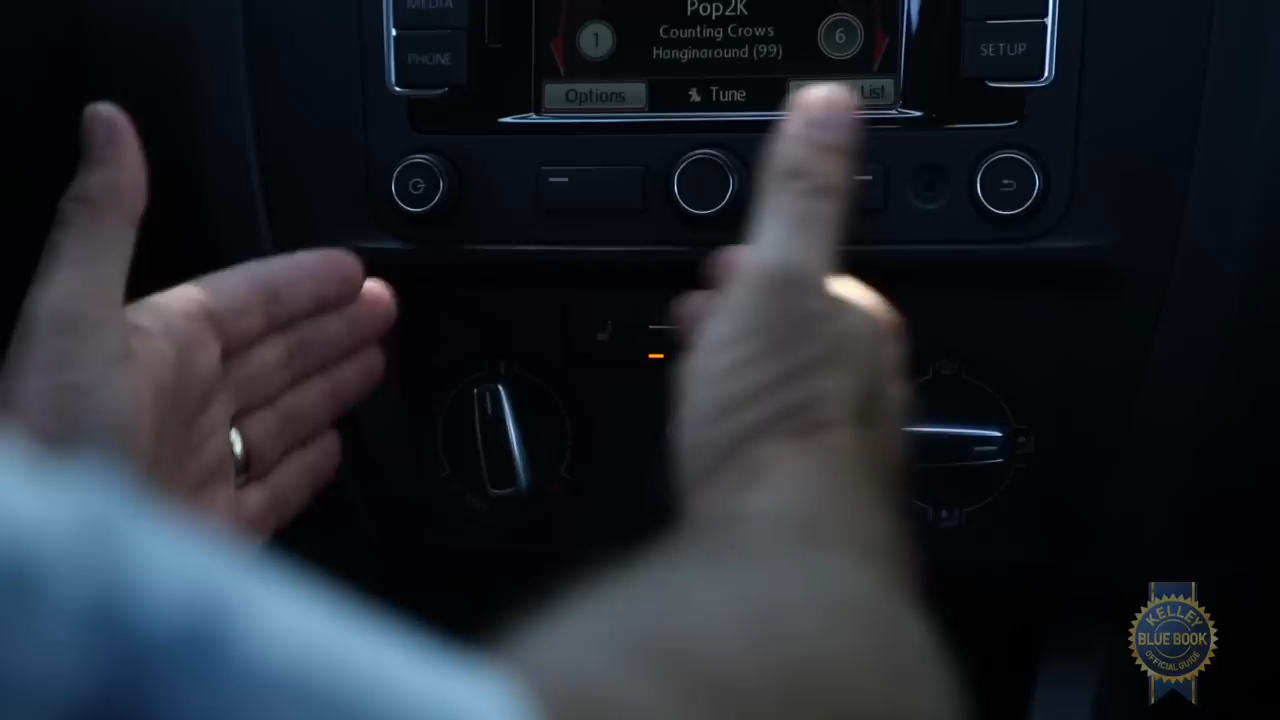 MEDIA
PHONE
1
Pop2K
Counting Crows
Hanginaround (99)
6
Options
Tune
List
SETUP
KELLEY
BLUE BOOK
OFFICIAL GUIDE